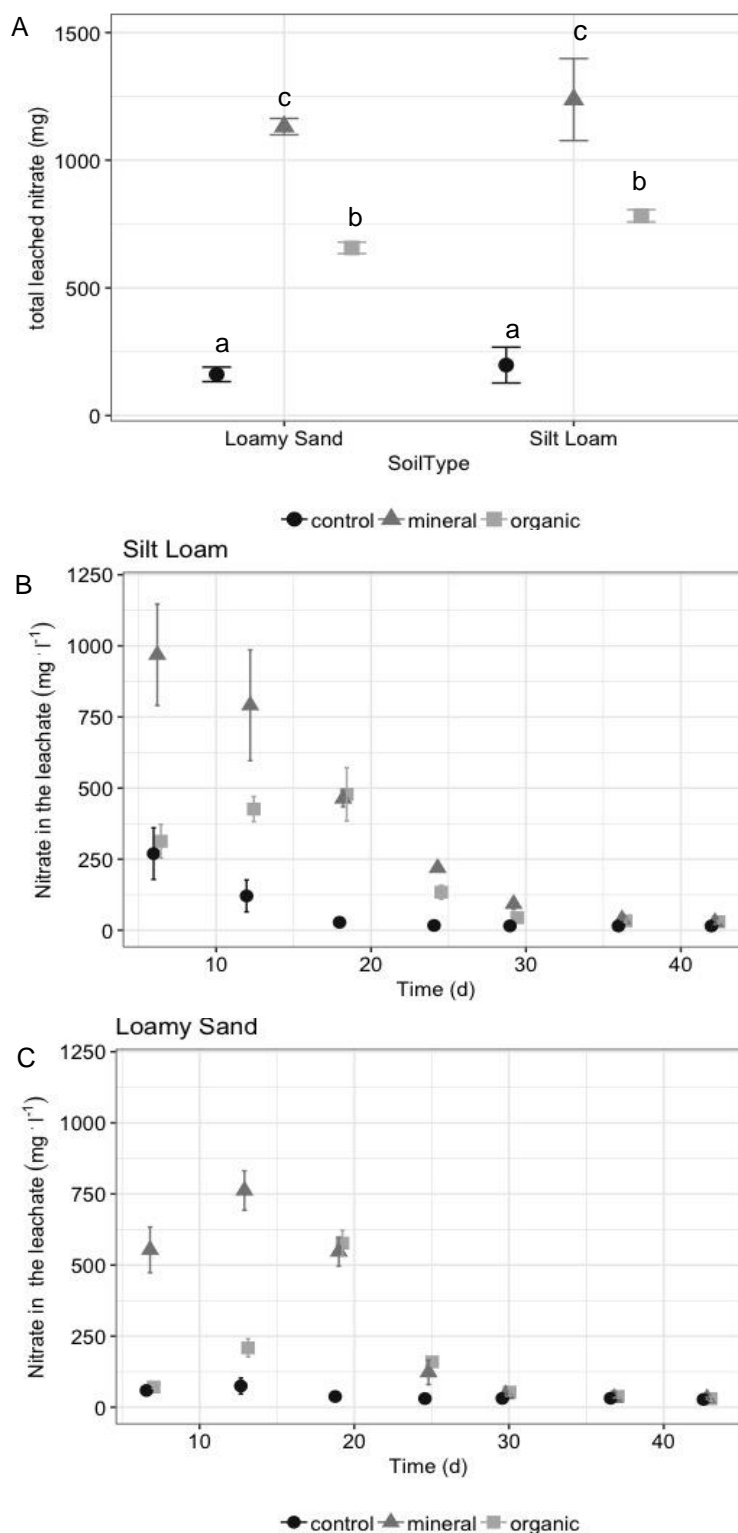 A
1500
1000
500
0
total leached nitrate (mg)
c
b
a
c
b
a
Loamy Sand
Silt Loam
SoilType
control mineral organic
B
Silt Loam
1250
1000
750
500
250
0
Nitrate in the leachate (mg · l⁻¹)
10 20 30 40
Time (d)
C
Loamy Sand
1250
1000
750
500
250
0
Nitrate in the leachate (mg · l⁻¹)
10 20 30 40
Time (d)
control mineral organic